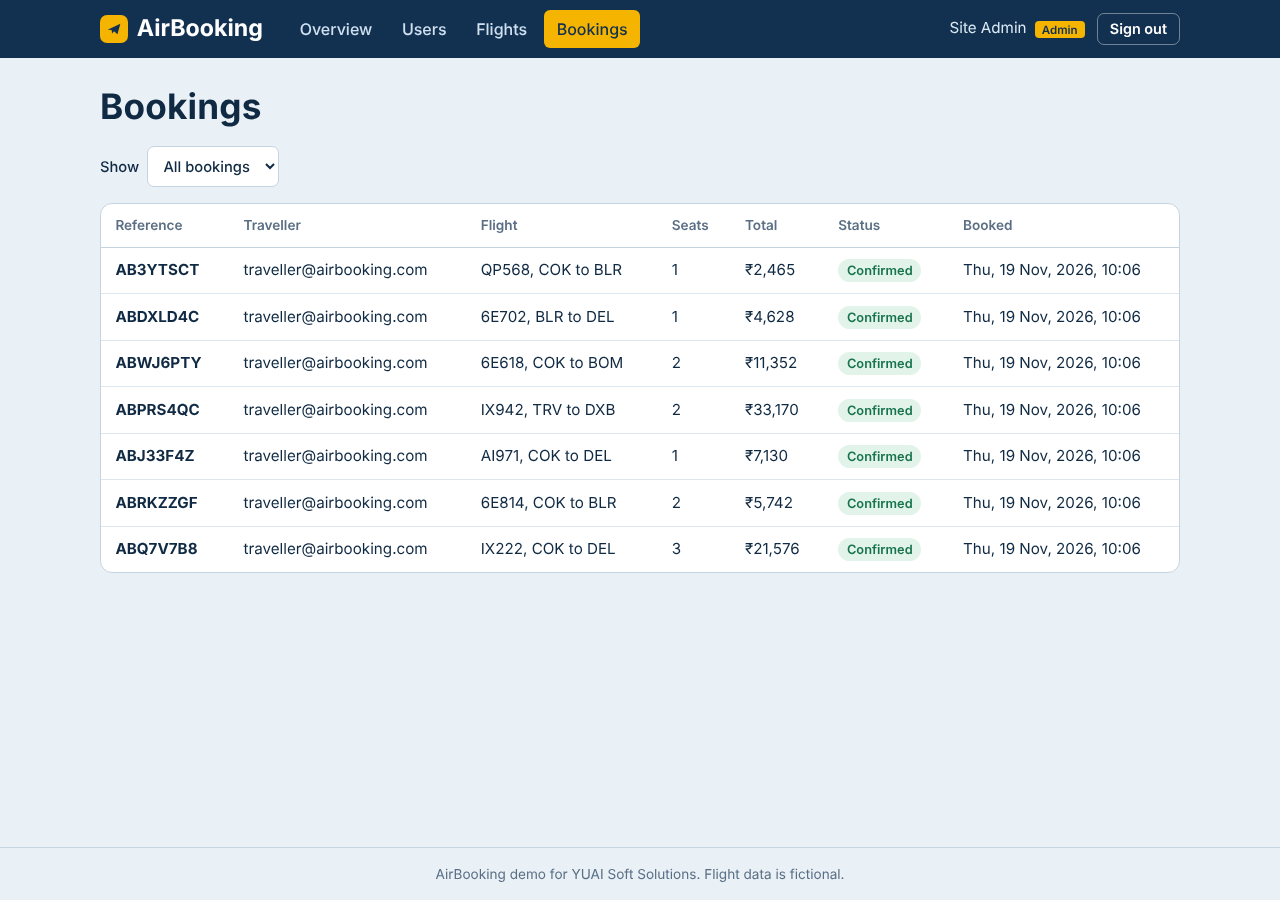 AirBooking Overview Users Flights Bookings Site Admin Admin Sign out
Bookings
Show All bookings
Reference Traveller Flight Seats Total Status Booked
AB3YTSCT traveller@airbooking.com QP568, COK to BLR 1 ₹2,465 Confirmed Thu, 19 Nov, 2026, 10:06
ABDXLD4C traveller@airbooking.com 6E702, BLR to DEL 1 ₹4,628 Confirmed Thu, 19 Nov, 2026, 10:06
ABWJ6PTY traveller@airbooking.com 6E618, COK to BOM 2 ₹11,352 Confirmed Thu, 19 Nov, 2026, 10:06
ABPRS4QC traveller@airbooking.com IX942, TRV to DXB 2 ₹33,170 Confirmed Thu, 19 Nov, 2026, 10:06
ABJ33F4Z traveller@airbooking.com AI971, COK to DEL 1 ₹7,130 Confirmed Thu, 19 Nov, 2026, 10:06
ABRKZZGF traveller@airbooking.com 6E814, COK to BLR 2 ₹5,742 Confirmed Thu, 19 Nov, 2026, 10:06
ABQ7V7B8 traveller@airbooking.com IX222, COK to DEL 3 ₹21,576 Confirmed Thu, 19 Nov, 2026, 10:06
AirBooking demo for YUAI Soft Solutions. Flight data is fictional.